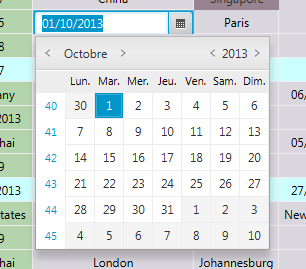 China
Singapore
01/10/2013
Paris
8
< Octobre > < 2013 >
Lun. Mar. Mer. Jeu. Ven. Sam. Dim.
40 30 1 2 3 4 5 6
41 7 8 9 10 11 12 13
42 14 15 16 17 18 19 20
43 21 22 23 24 25 26 27
44 28 29 30 31 1 2 3
45 4 5 6 7 8 9 10
7
any
06/
2013
hai
05/
9
2013
27/
tates
New
9
hai
London
Johannesburg